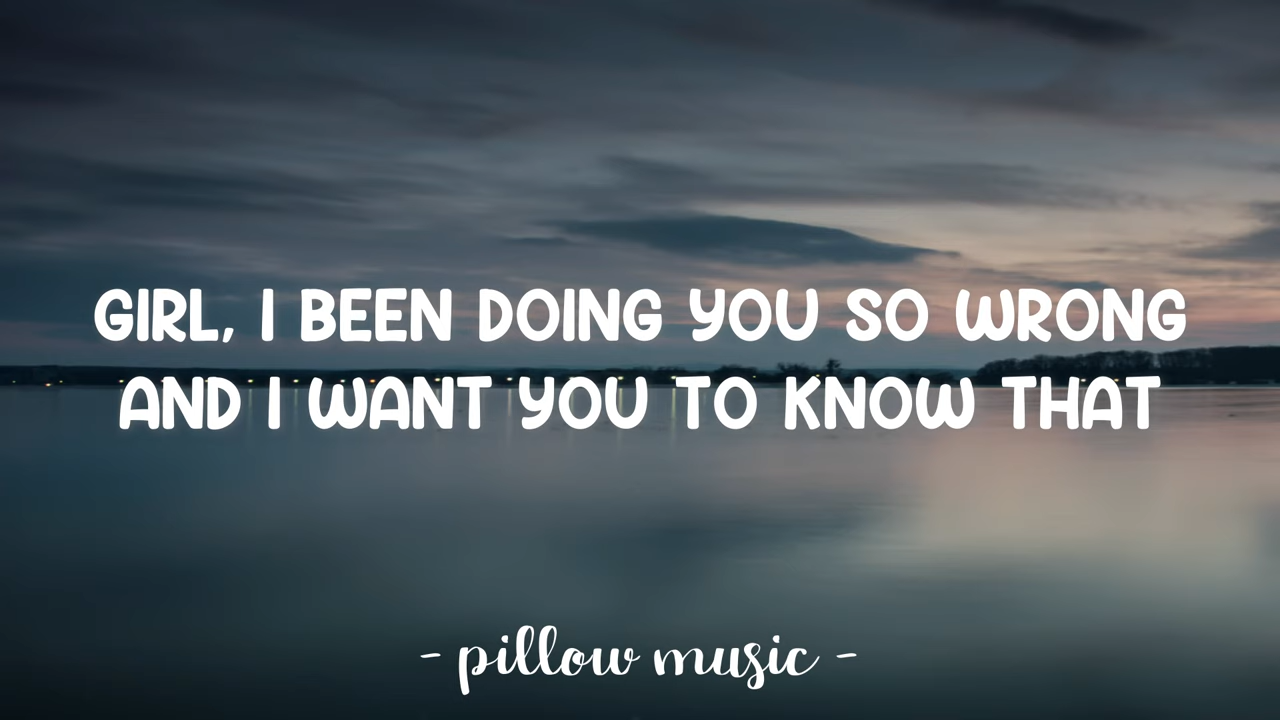 GIRL, I BEEN DOING YOU SO WRONG
AND I WANT YOU TO KNOW THAT
- pillow music -